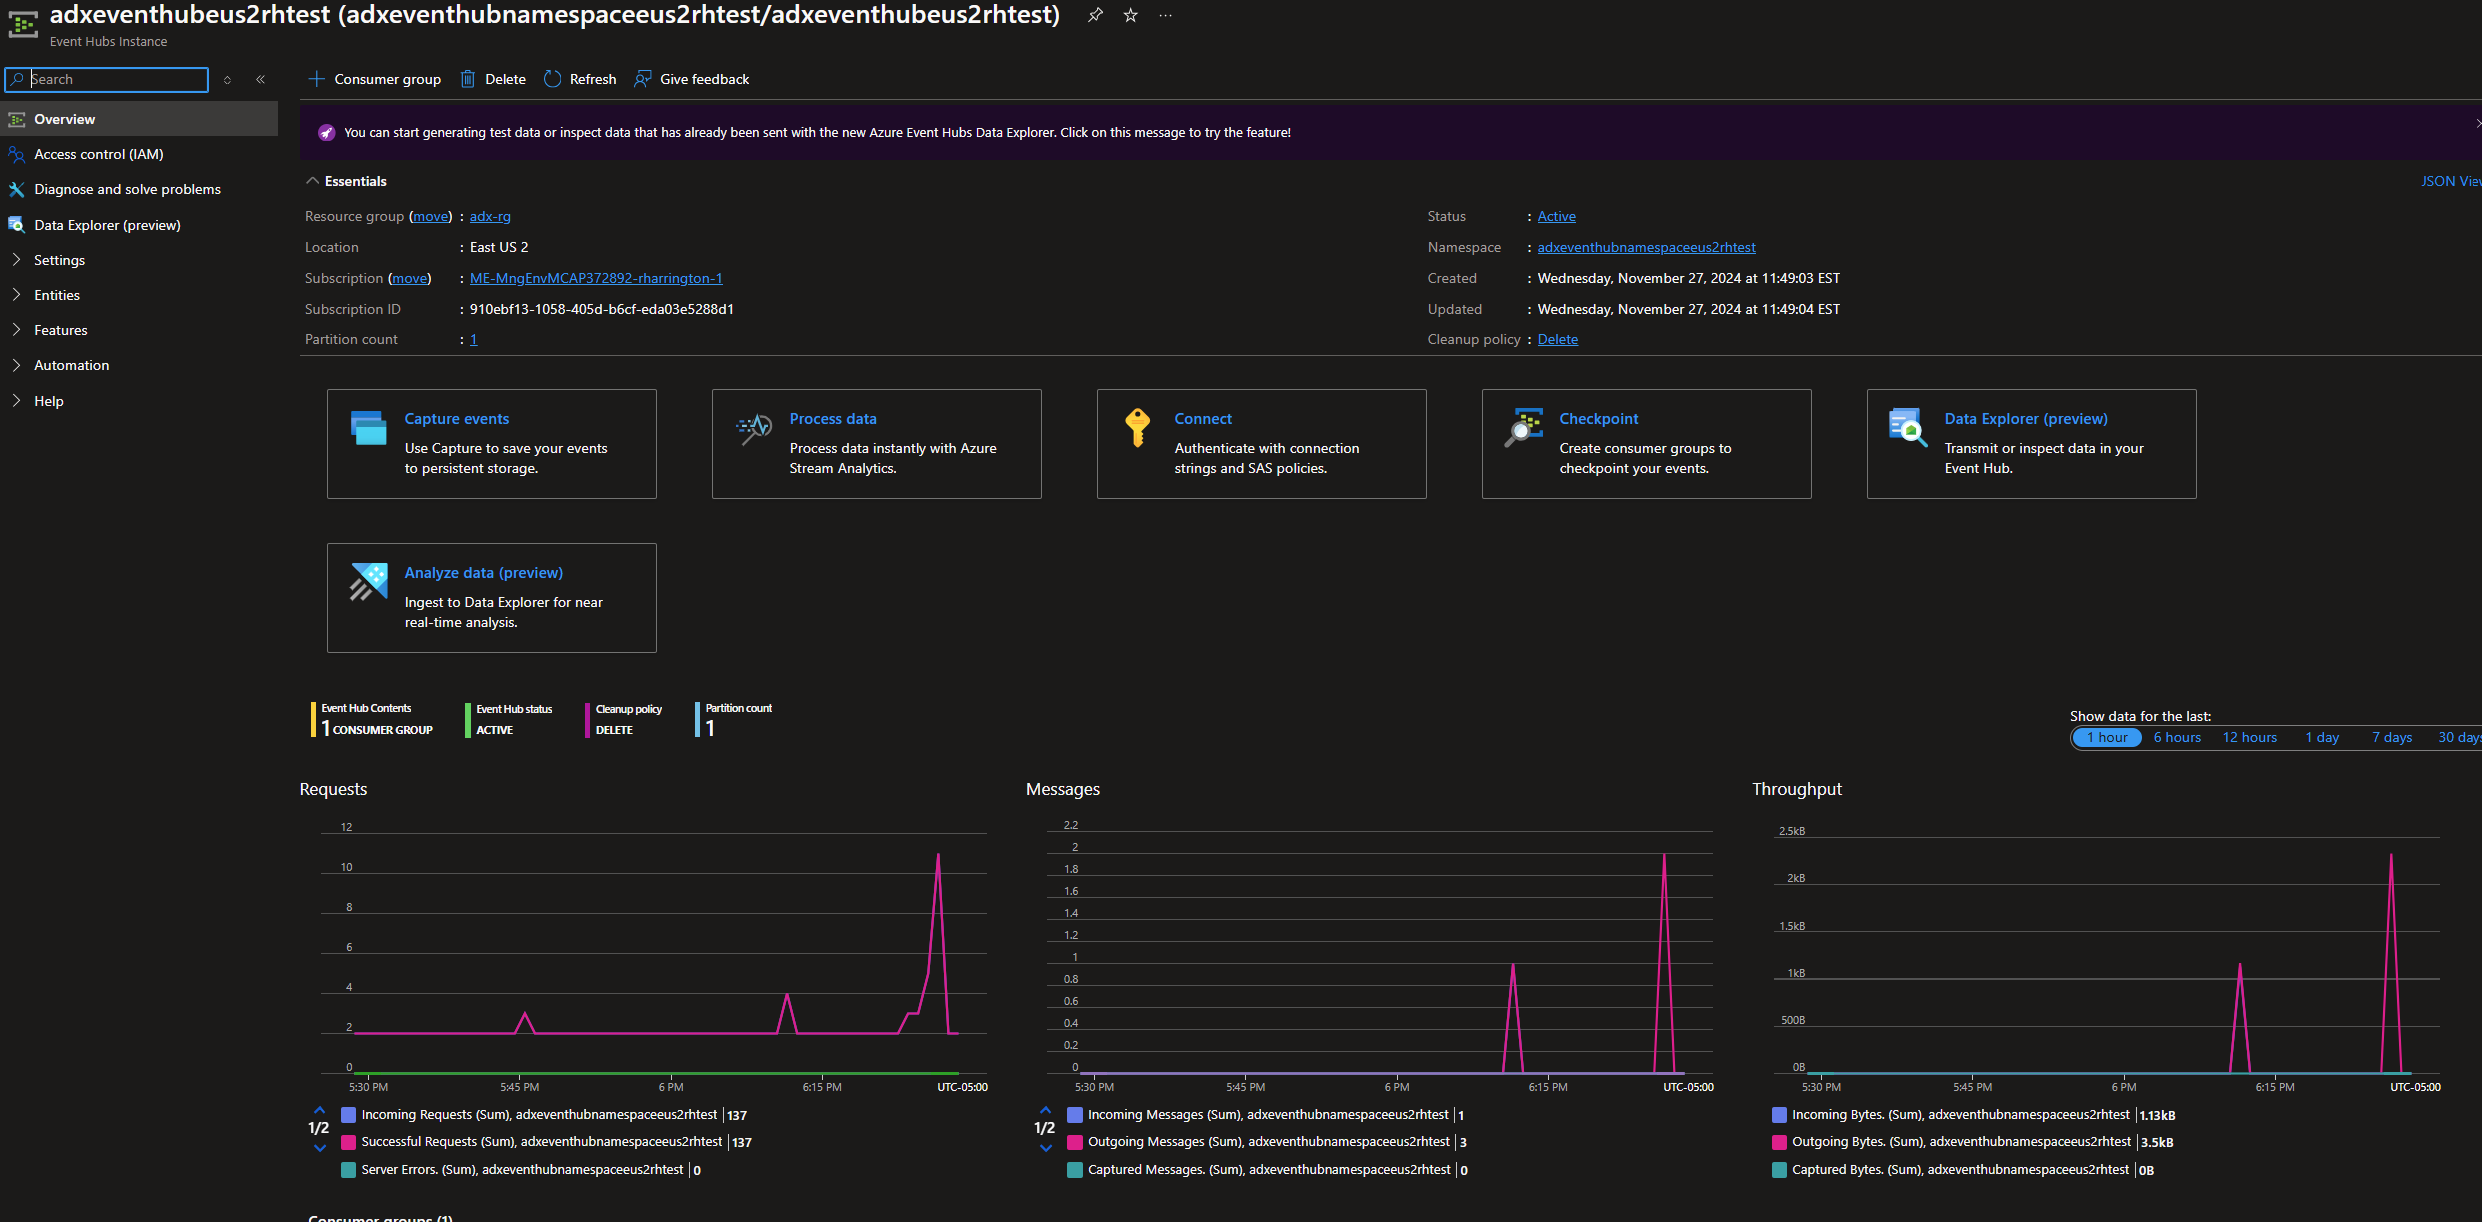 adxeventhubeus2rhtest (adxeventhubnamespaceeus2rhtest/adxeventhubeus2rhtest)
Event Hubs Instance
Search
Consumer group Delete Refresh Give feedback
Overview
Access control (IAM)
Diagnose and solve problems
Data Explorer (preview)
Settings
Entities
Features
Automation
Help
You can start generating test data or inspect data that has already been sent with the new Azure Event Hubs Data Explorer. Click on this message to try the feature!
Essentials
JSON View
Resource group (move) : adx-rg
Location : East US 2
Subscription (move) : ME-MngEnvMCAP372892-rharrington-1
Subscription ID : 910ebf13-1058-405d-b6cf-eda03e5288d1
Partition count : 1
Status : Active
Namespace : adxeventhubnamespaceeus2rhtest
Created : Wednesday, November 27, 2024 at 11:49:03 EST
Updated : Wednesday, November 27, 2024 at 11:49:04 EST
Cleanup policy : Delete
Capture events
Use Capture to save your events
to persistent storage.
Process data
Process data instantly with Azure
Stream Analytics.
Connect
Authenticate with connection
strings and SAS policies.
Checkpoint
Create consumer groups to
checkpoint your events.
Data Explorer (preview)
Transmit or inspect data in your
Event Hub.
Analyze data (preview)
Ingest to Data Explorer for near
real-time analysis.
Event Hub Contents
1 CONSUMER GROUP
Event Hub status
ACTIVE
Cleanup policy
DELETE
Partition count
1
Show data for the last:
1 hour 6 hours 12 hours 1 day 7 days 30 days
Requests
12
10
8
6
4
2
0
5:30 PM 5:45 PM 6 PM 6:15 PM UTC-05:00
1/2
Incoming Requests (Sum), adxeventhubnamespaceeus2rhtest | 137
Successful Requests (Sum), adxeventhubnamespaceeus2rhtest | 137
Server Errors. (Sum), adxeventhubnamespaceeus2rhtest | 0
Messages
2.2
2
1.8
1.6
1.4
1.2
1
0.8
0.6
0.4
0.2
0
5:30 PM 5:45 PM 6 PM 6:15 PM UTC-05:00
1/2
Incoming Messages (Sum), adxeventhubnamespaceeus2rhtest | 1
Outgoing Messages (Sum), adxeventhubnamespaceeus2rhtest | 3
Captured Messages. (Sum), adxeventhubnamespaceeus2rhtest | 0
Throughput
2.5kB
2kB
1.5kB
1kB
500B
0B
5:30 PM 5:45 PM 6 PM 6:15 PM UTC-05:00
Incoming Bytes. (Sum), adxeventhubnamespaceeus2rhtest | 1.13kB
Outgoing Bytes. (Sum), adxeventhubnamespaceeus2rhtest | 3.5kB
Captured Bytes. (Sum), adxeventhubnamespaceeus2rhtest | 0B
Consumer groups (1)